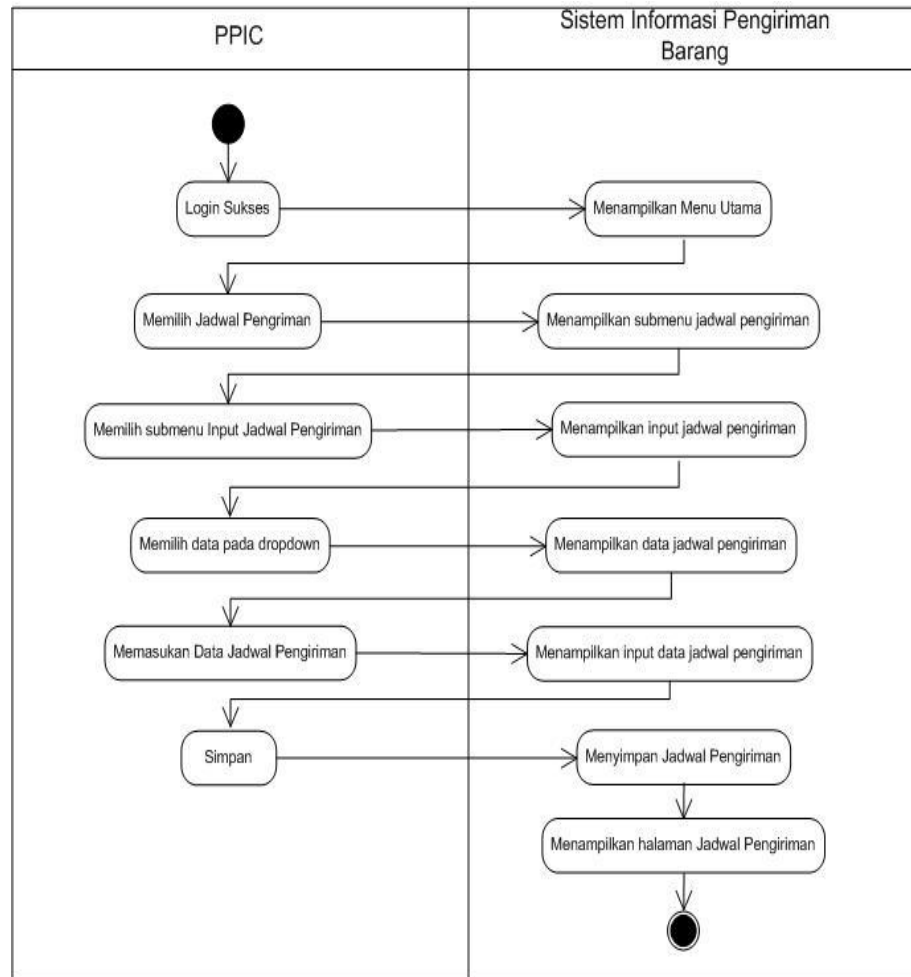 PPIC
Sistem Informasi Pengiriman
Barang
Login Sukses
Menampilkan Menu Utama
Memilih Jadwal Pengriman
Menampilkan submenu jadwal pengiriman
Memilih submenu Input Jadwal Pengiriman
Menampilkan input jadwal pengiriman
Memilih data pada dropdown
Menampilkan data jadwal pengiriman
Memasukan Data Jadwal Pengiriman
Menampilkan input data jadwal pengiriman
Simpan
Menyimpan Jadwal Pengiriman
Menampilkan halaman Jadwal Pengiriman